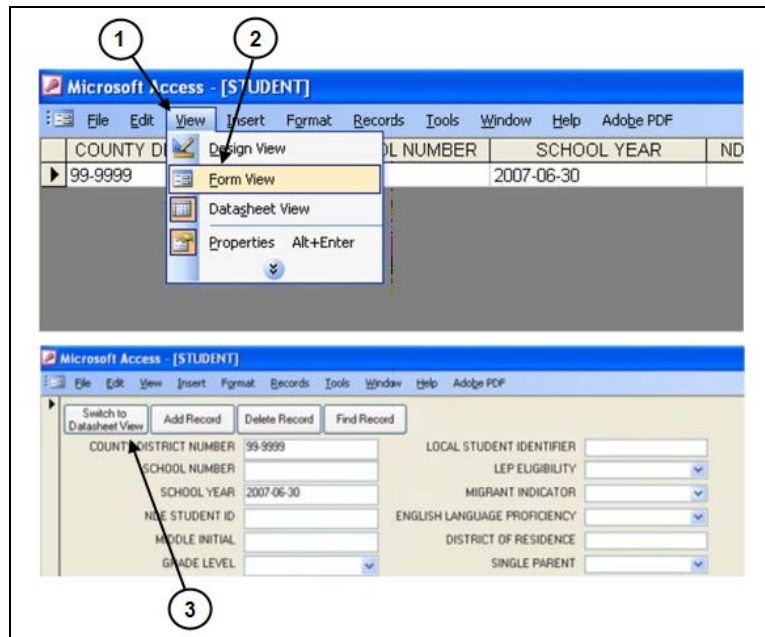 1 2
Microsoft Access - [STUDENT]
File Edit View Insert Format Records Tools Window Help Adobe PDF
COUNTY DI OL NUMBER SCHOOL YEAR ND
99-9999 2007-06-30
Design View
Form View
Datasheet View
Properties Alt+Enter
Microsoft Access - [STUDENT]
File Edit View Insert Format Records Tools Window Help Adobe PDF
Switch to
Datasheet View Add Record Delete Record Find Record
COUNTY DISTRICT NUMBER 99-9999 LOCAL STUDENT IDENTIFIER
SCHOOL NUMBER LEP ELIGIBILITY
SCHOOL YEAR 2007-06-30 MIGRANT INDICATOR
NDE STUDENT ID ENGLISH LANGUAGE PROFICIENCY
MIDDLE INITIAL DISTRICT OF RESIDENCE
GRADE LEVEL SINGLE PARENT
3